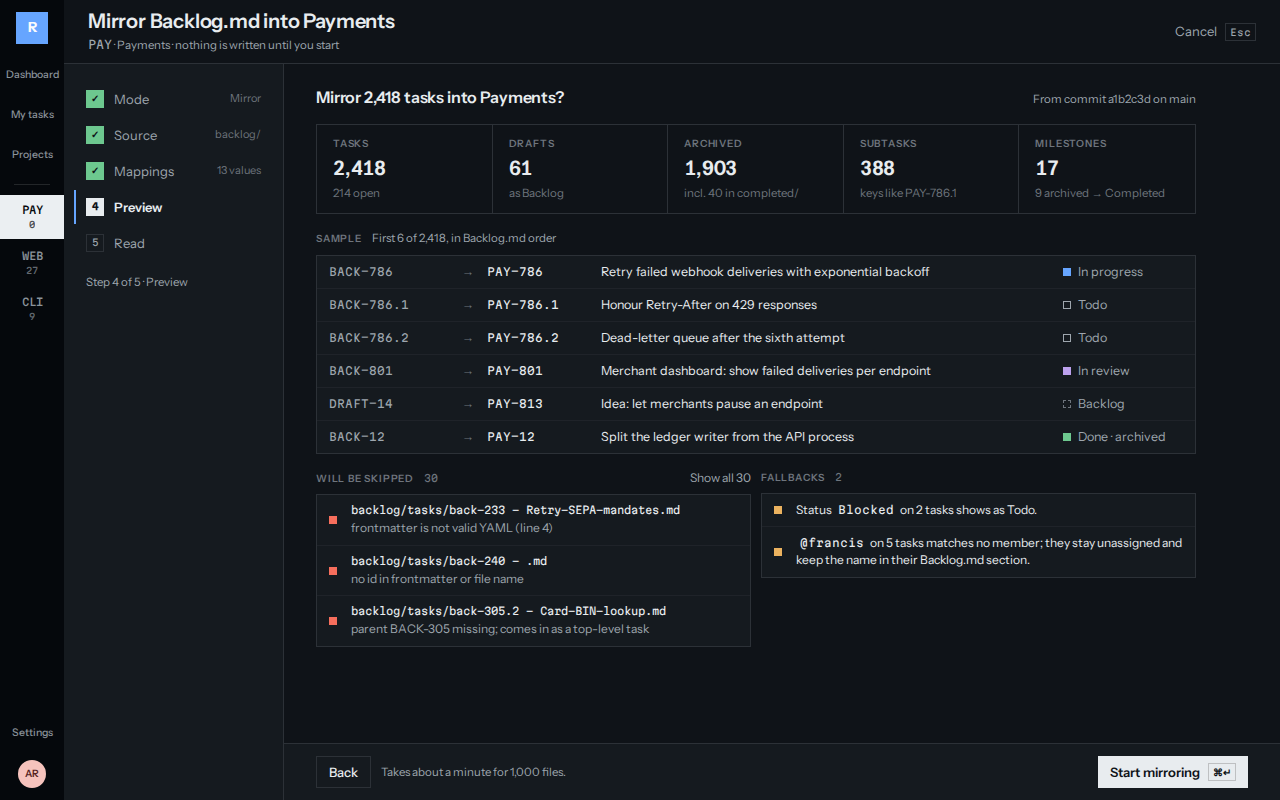 R
Mirror Backlog.md into Payments
PAY · Payments · nothing is written until you start
Cancel Esc
Dashboard
My tasks
Projects
PAY
0
WEB
27
CLI
9
Settings
AR
✓ Mode Mirror
✓ Source backlog/
✓ Mappings 13 values
4 Preview
5 Read
Step 4 of 5 · Preview
Mirror 2,418 tasks into Payments?
From commit a1b2c3d on main
TASKS
2,418
214 open
DRAFTS
61
as Backlog
ARCHIVED
1,903
incl. 40 in completed/
SUBTASKS
388
keys like PAY-786.1
MILESTONES
17
9 archived → Completed
SAMPLE First 6 of 2,418, in Backlog.md order
BACK-786 → PAY-786 Retry failed webhook deliveries with exponential backoff In progress
BACK-786.1 → PAY-786.1 Honour Retry-After on 429 responses Todo
BACK-786.2 → PAY-786.2 Dead-letter queue after the sixth attempt Todo
BACK-801 → PAY-801 Merchant dashboard: show failed deliveries per endpoint In review
DRAFT-14 → PAY-813 Idea: let merchants pause an endpoint Backlog
BACK-12 → PAY-12 Split the ledger writer from the API process Done · archived
WILL BE SKIPPED 30 Show all 30
backlog/tasks/back-233 - Retry-SEPA-mandates.md
frontmatter is not valid YAML (line 4)
backlog/tasks/back-240 - .md
no id in frontmatter or file name
backlog/tasks/back-305.2 - Card-BIN-lookup.md
parent BACK-305 missing; comes in as a top-level task
FALLBACKS 2
Status Blocked on 2 tasks shows as Todo.
@francis on 5 tasks matches no member; they stay unassigned and
keep the name in their Backlog.md section.
Back
Takes about a minute for 1,000 files.
Start mirroring ⌘↵